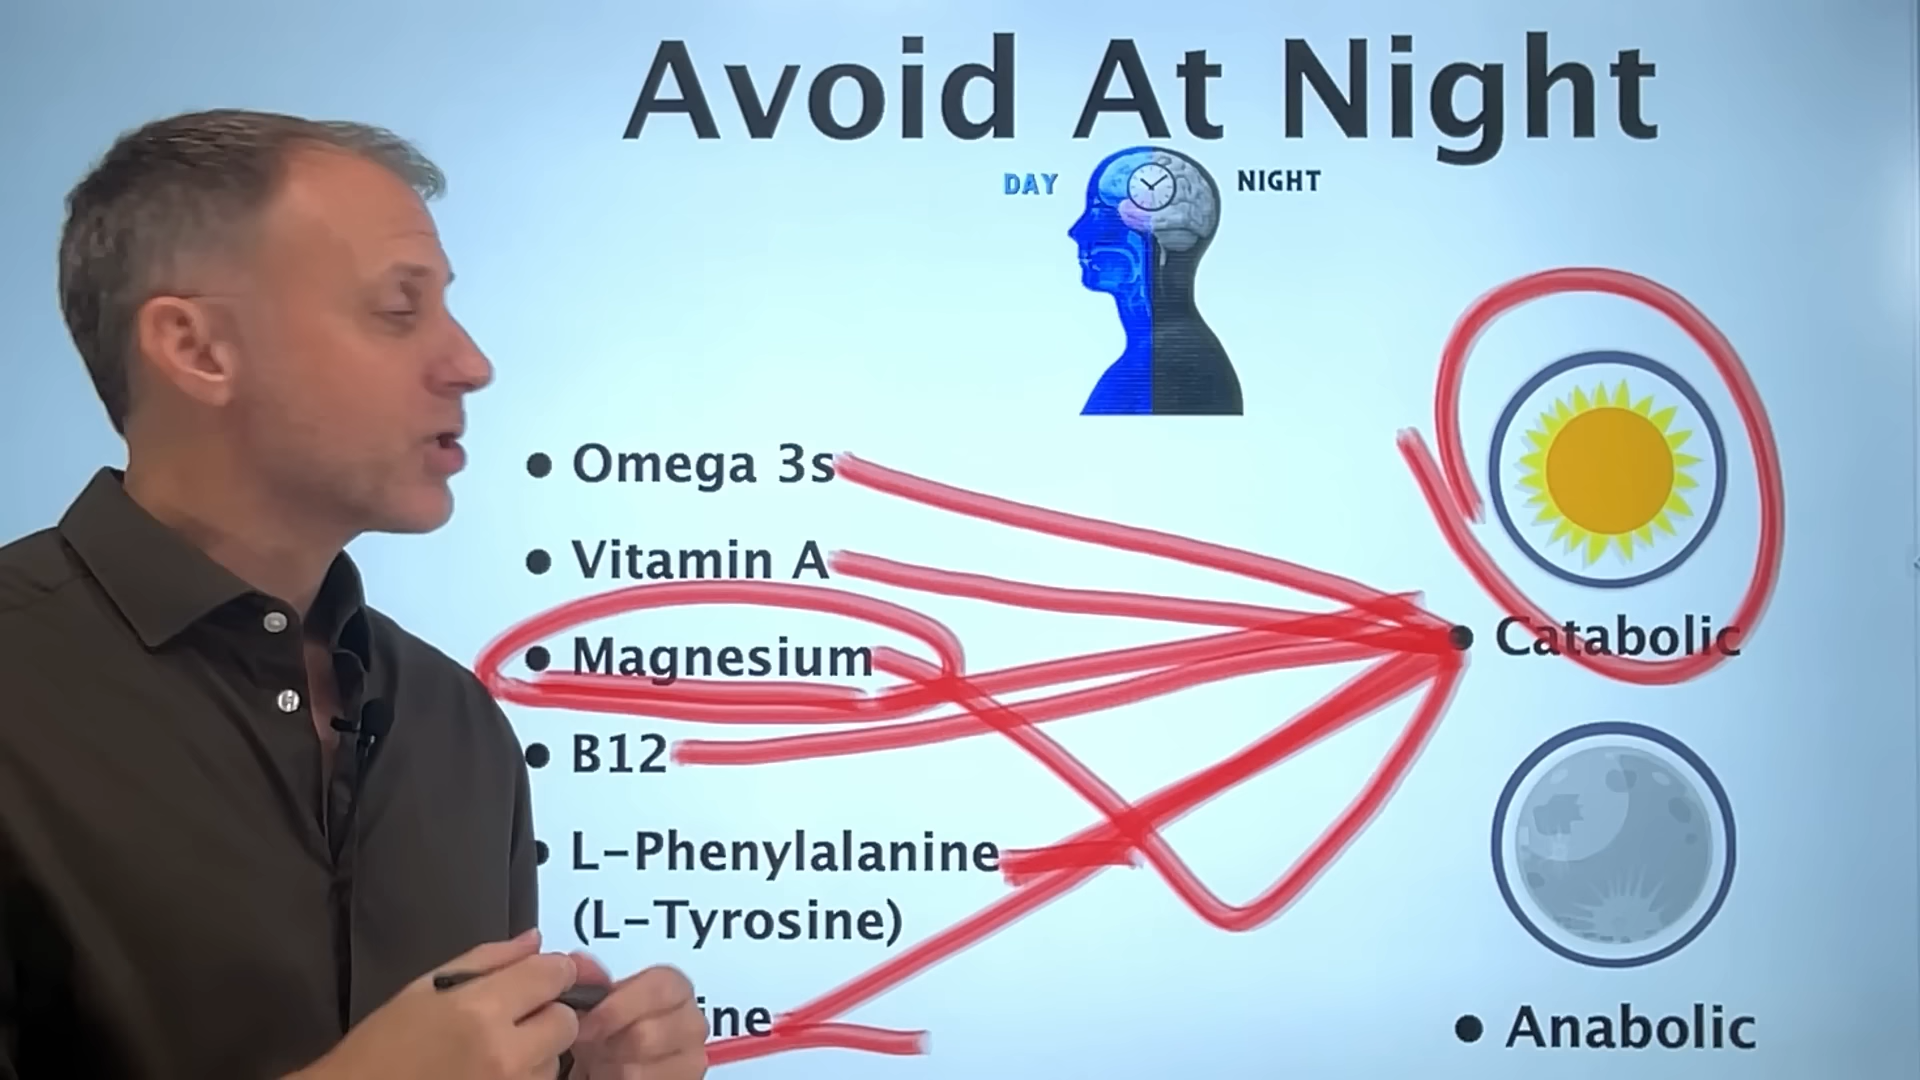 Avoid At Night
DAY
NIGHT
• Omega 3s
• Vitamin A
• Magnesium
• B12
• L-Phenylalanine
(L-Tyrosine)
• Catabolic
• Anabolic